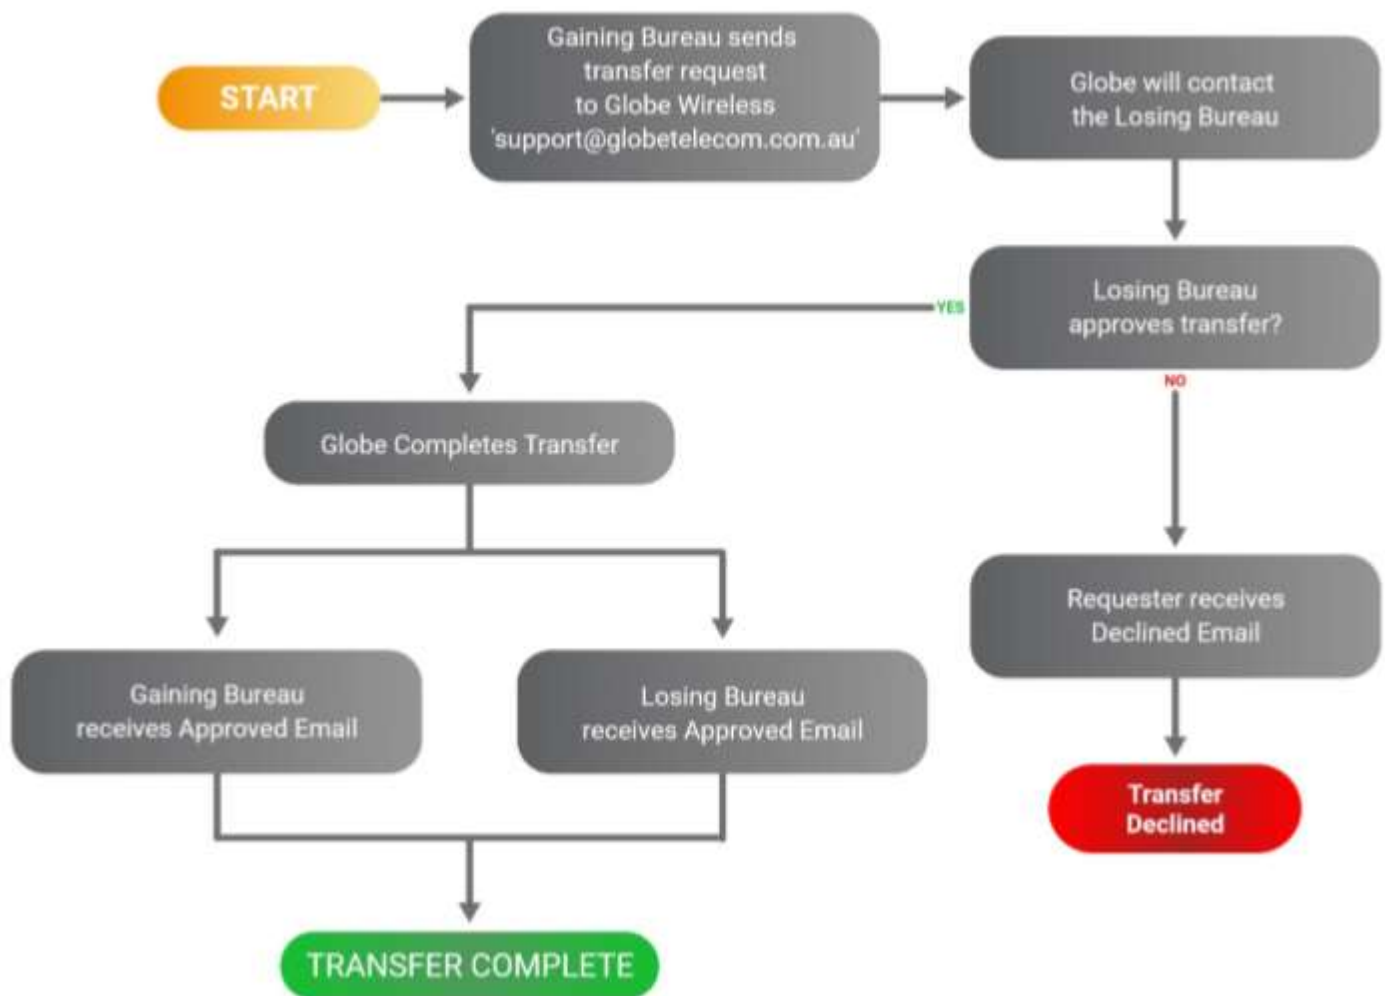 START
Gaining Bureau sends
transfer request
to Globe Wireless
'support@globetelecom.com.au'
Globe will contact
the Losing Bureau
Losing Bureau
approves transfer?
YES
NO
Globe Completes Transfer
Requester receives
Declined Email
Gaining Bureau
receives Approved Email
Losing Bureau
receives Approved Email
Transfer
Declined
TRANSFER COMPLETE